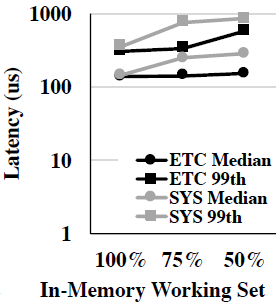 1000
100
10
1
Latency (us)
ETC Median
ETC 99th
SYS Median
SYS 99th
100% 75% 50%
In-Memory Working Set